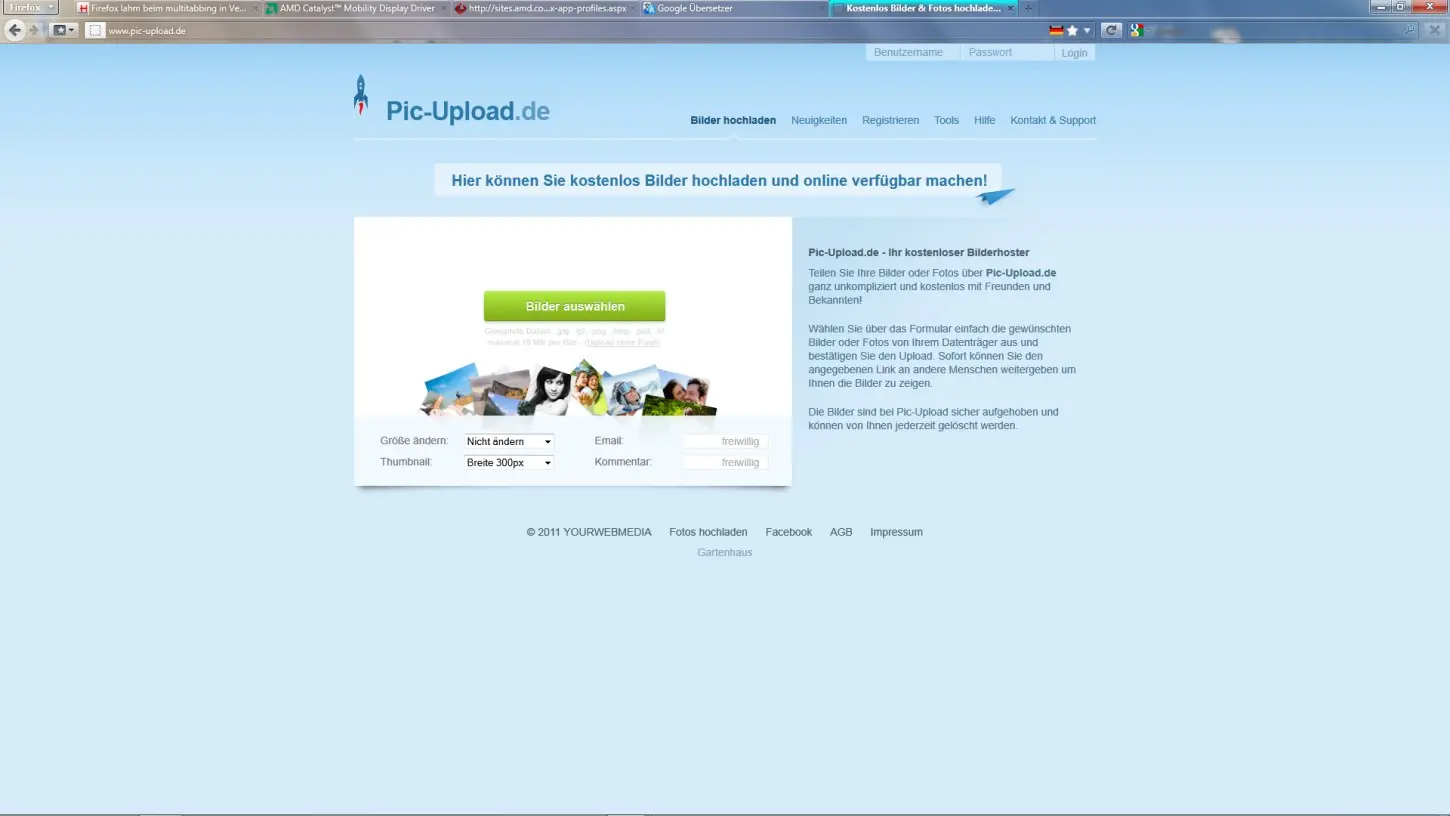 Firefox
Firefox lahm beim multitabbing in Ve...
AMD Catalyst™ Mobility Display Driver
http://sites.amd.co...x-app-profiles.aspx
Google Übersetzer
Kostenlos Bilder & Fotos hochlade...
www.pic-upload.de
Benutzername Passwort Login
Pic-Upload.de
Bilder hochladen Neuigkeiten Registrieren Tools Hilfe Kontakt & Support
Hier können Sie kostenlos Bilder hochladen und online verfügbar machen!
Bilder auswählen
maximal 10 MB pro Bild - (Upload ohne Flash)
Größe ändern: Nicht ändern Email: freiwillig
Thumbnail: Breite 300px Kommentar: freiwillig
Pic-Upload.de - Ihr kostenloser Bilderhoster
Teilen Sie Ihre Bilder oder Fotos über Pic-Upload.de
ganz unkompliziert und kostenlos mit Freunden und
Bekannten!
Wählen Sie über das Formular einfach die gewünschten
Bilder oder Fotos von Ihrem Datenträger aus und
bestätigen Sie den Upload. Sofort können Sie den
angegebenen Link an andere Menschen weitergeben um
Ihnen die Bilder zu zeigen.
Die Bilder sind bei Pic-Upload sicher aufgehoben und
können von Ihnen jederzeit gelöscht werden.
© 2011 YOURWEBMEDIA Fotos hochladen Facebook AGB Impressum
Gartenhaus